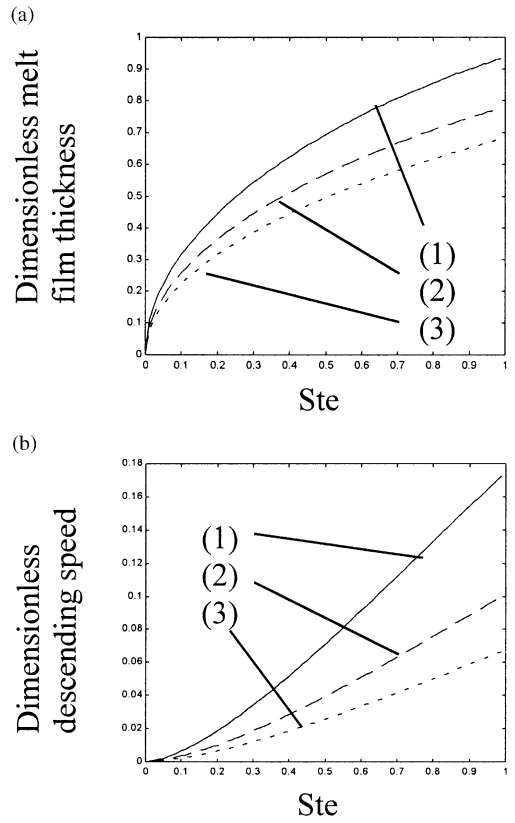 (a)
Dimensionless melt
film thickness
1
0.9
0.8
0.7
0.6
0.5
0.4
0.3
0.2
0.1
0
(1)
(2)
(3)
0 0.1 0.2 0.3 0.4 0.5 0.6 0.7 0.8 0.9 1
Ste
(b)
Dimensionless
descending speed
0.18
0.16
0.14
0.12
0.1
0.08
0.06
0.04
0.02
0
(1)
(2)
(3)
0 0.1 0.2 0.3 0.4 0.5 0.6 0.7 0.8 0.9 1
Ste